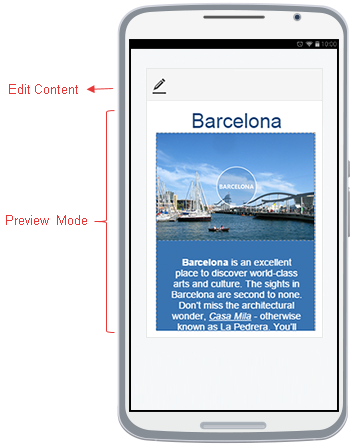 10:00
Edit Content
Barcelona
BARCELONA
Preview Mode
Barcelona is an excellent
place to discover world-class
arts and culture. The sights in
Barcelona are second to none.
Don't miss the architectural
wonder, Casa Mila - otherwise
known as La Pedrera. You'll